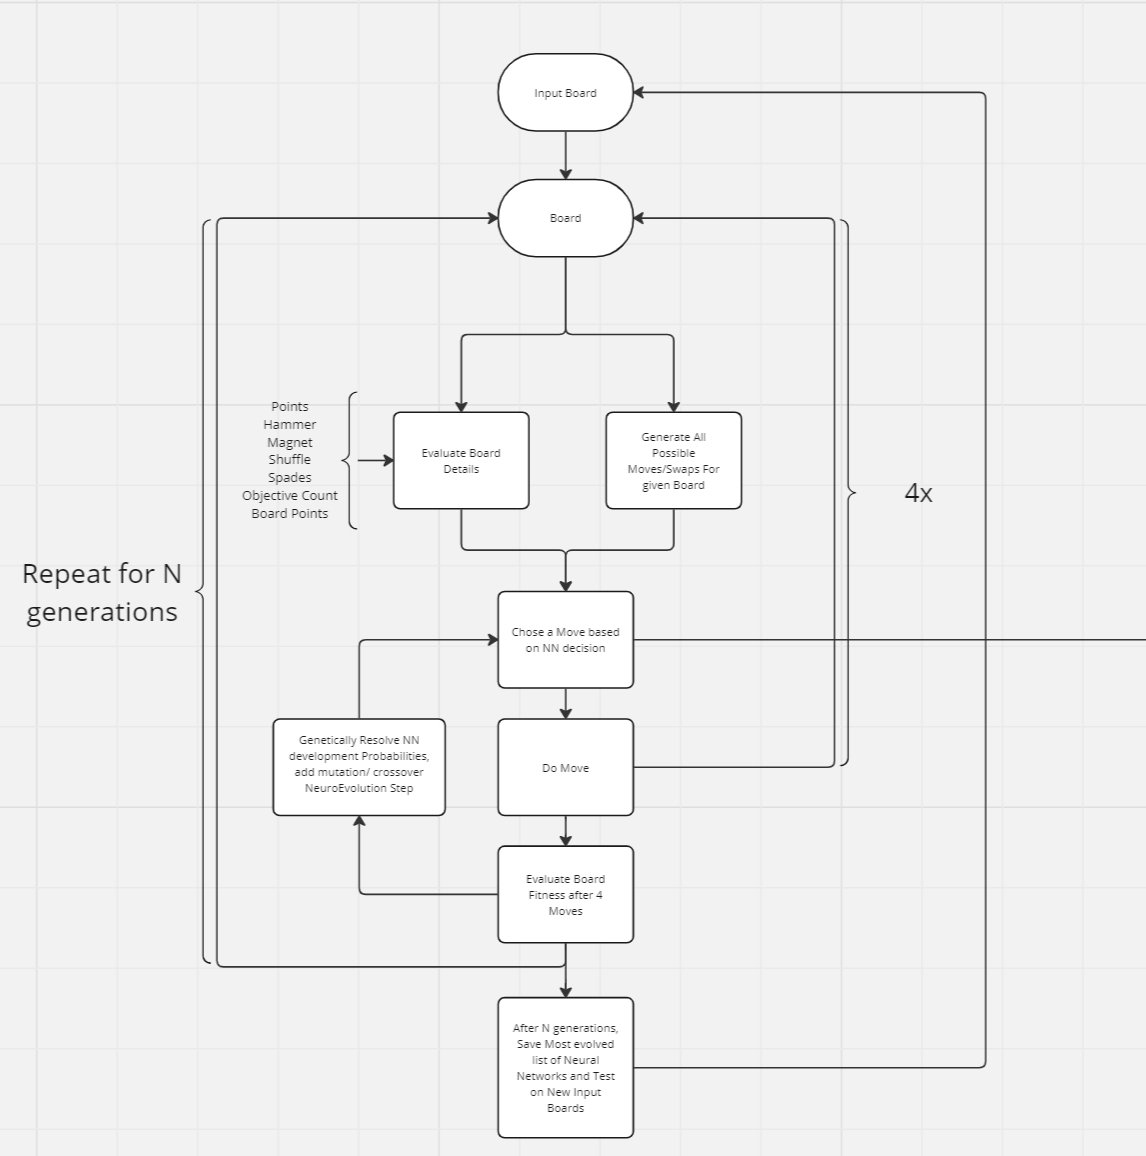 Input Board
Board
Points
Hammer
Magnet
Shuffle
Spades
Objective Count
Board Points
Evaluate Board
Details
Generate All
Possible
Moves/Swaps For
given Board
4x
Repeat for N
generations
Chose a Move based
on NN decision
Genetically Resolve NN
development Probabilities,
add mutation/ crossover
NeuroEvolution Step
Do Move
Evaluate Board
Fitness after 4
Moves
After N generations,
Save Most evolved
list of Neural
Networks and Test
on New Input
Boards